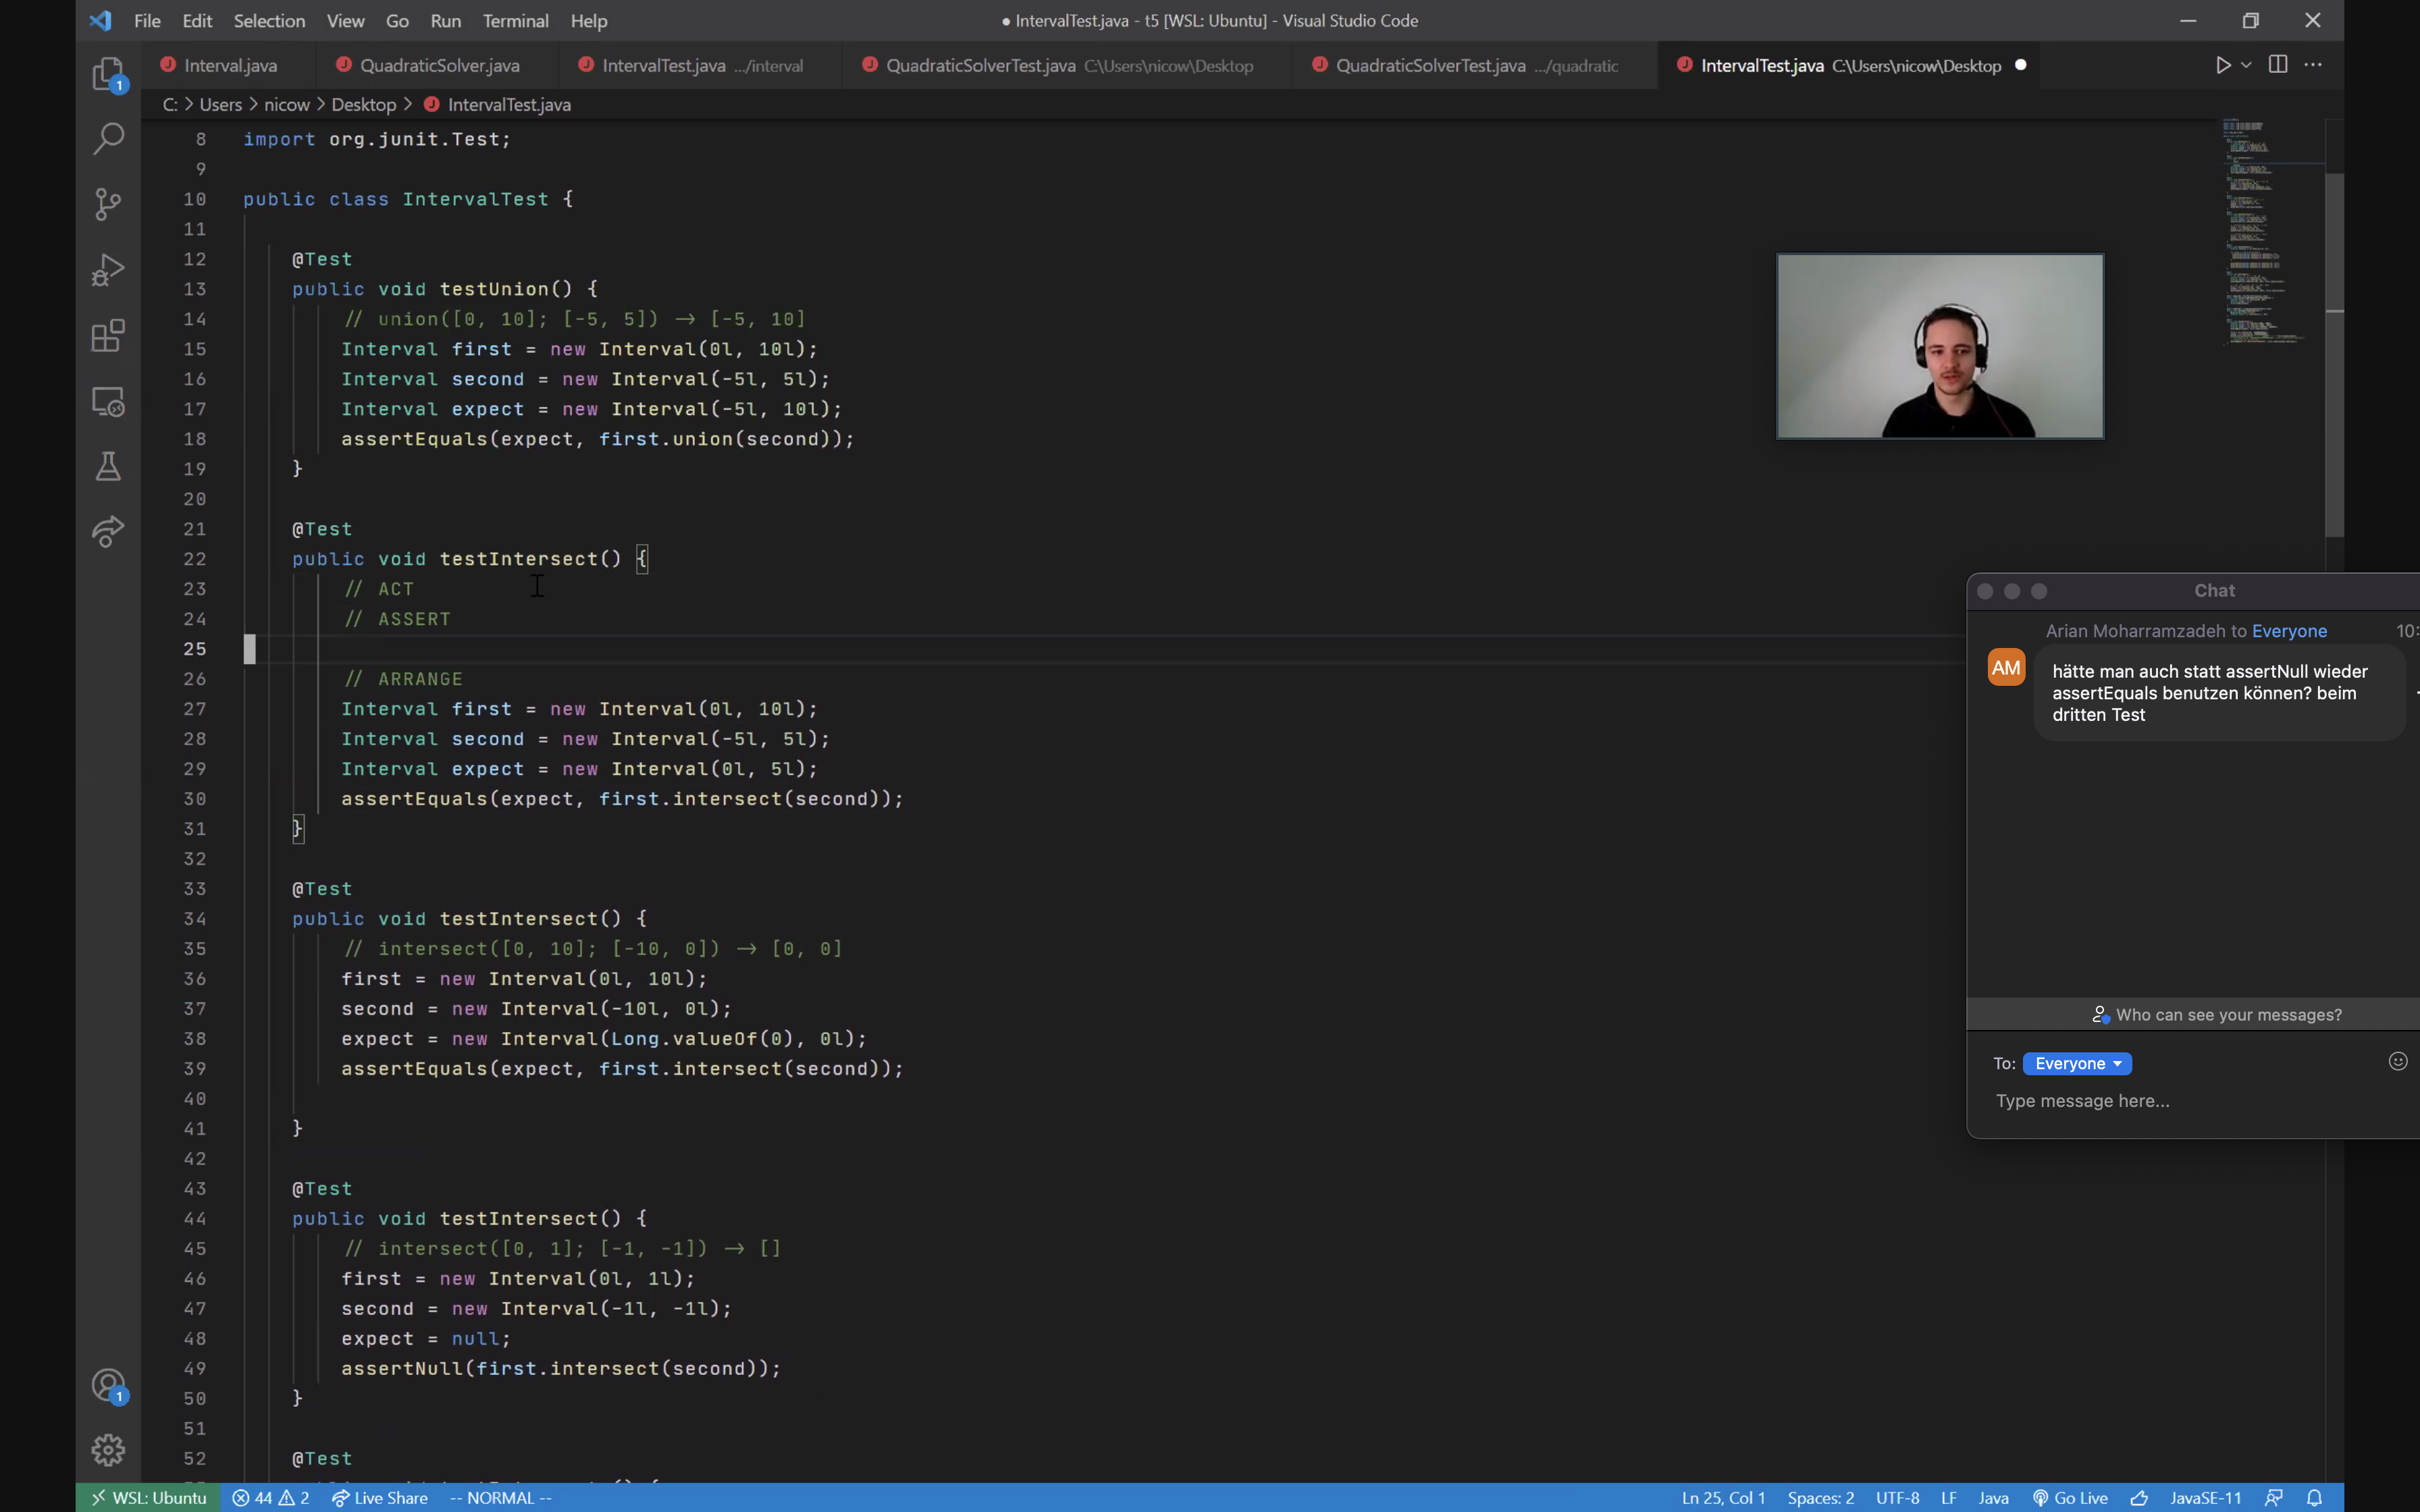 File Edit Selection View Go Run Terminal Help
● IntervalTest.java - t5 [WSL: Ubuntu] - Visual Studio Code
Interval.java
QuadraticSolver.java
IntervalTest.java .../interval
QuadraticSolverTest.java C:\Users\nicow\Desktop
QuadraticSolverTest.java .../quadratic
IntervalTest.java C:\Users\nicow\Desktop
C: > Users > nicow > Desktop > IntervalTest.java
8 import org.junit.Test;
9
10 public class IntervalTest {
11
12 @Test
13 public void testUnion() {
14 // union([0, 10]; [-5, 5]) → [-5, 10]
15 Interval first = new Interval(0l, 10l);
16 Interval second = new Interval(-5l, 5l);
17 Interval expect = new Interval(-5l, 10l);
18 assertEquals(expect, first.union(second));
19 }
20
21 @Test
22 public void testIntersect() {
23 // ACT
24 // ASSERT
25
26 // ARRANGE
27 Interval first = new Interval(0l, 10l);
28 Interval second = new Interval(-5l, 5l);
29 Interval expect = new Interval(0l, 5l);
30 assertEquals(expect, first.intersect(second));
31 }
32
33 @Test
34 public void testIntersect() {
35 // intersect([0, 10]; [-10, 0]) → [0, 0]
36 first = new Interval(0l, 10l);
37 second = new Interval(-10l, 0l);
38 expect = new Interval(Long.valueOf(0), 0l);
39 assertEquals(expect, first.intersect(second));
40
41 }
42
43 @Test
44 public void testIntersect() {
45 // intersect([0, 1]; [-1, -1]) → []
46 first = new Interval(0l, 1l);
47 second = new Interval(-1l, -1l);
48 expect = null;
49 assertNull(first.intersect(second));
50 }
51
52 @Test
1
1
Chat
Arian Moharramzadeh to Everyone 10:
AM
hätte man auch statt assertNull wieder
assertEquals benutzen können? beim
dritten Test
Who can see your messages?
To: Everyone
Type message here...
WSL: Ubuntu 44 2 Live Share -- NORMAL --
Ln 25, Col 1 Spaces: 2 UTF-8 LF Java Go Live JavaSE-11